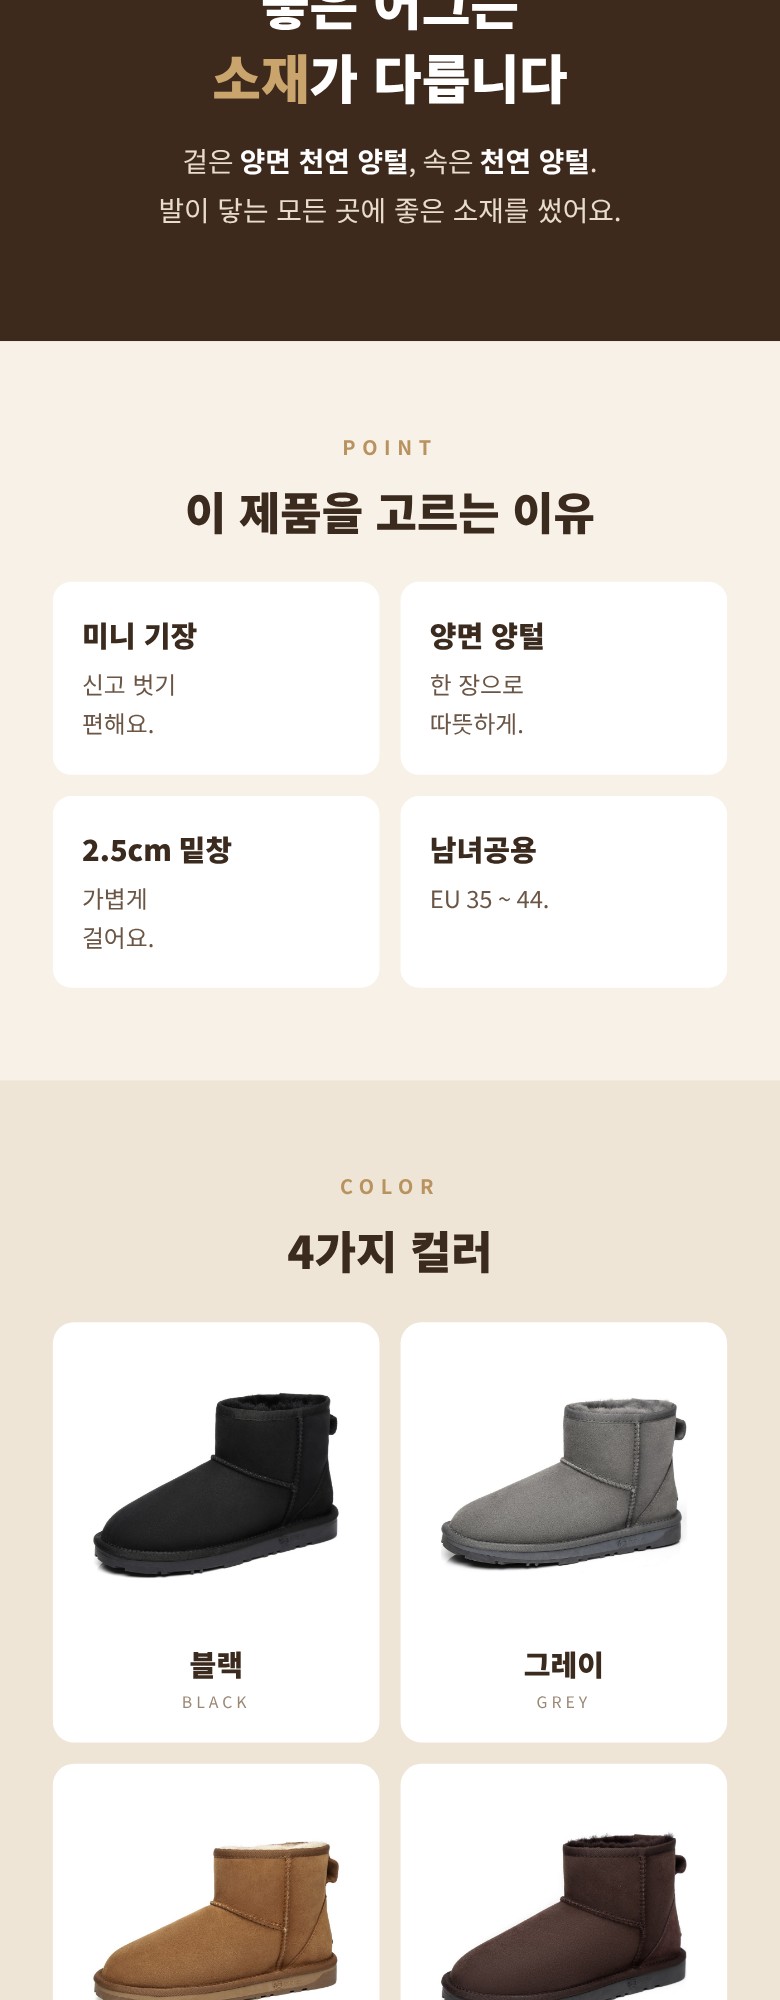 좋은 어그는
소재가 다릅니다
겉은 양면 천연 양털, 속은 천연 양털.
발이 닿는 모든 곳에 좋은 소재를 썼어요.
POINT
이 제품을 고르는 이유
미니 기장
신고 벗기
편해요.
양면 양털
한 장으로
따뜻하게.
2.5cm 밑창
가볍게
걸어요.
남녀공용
EU 35 ~ 44.
COLOR
4가지 컬러
블랙
BLACK
그레이
GREY